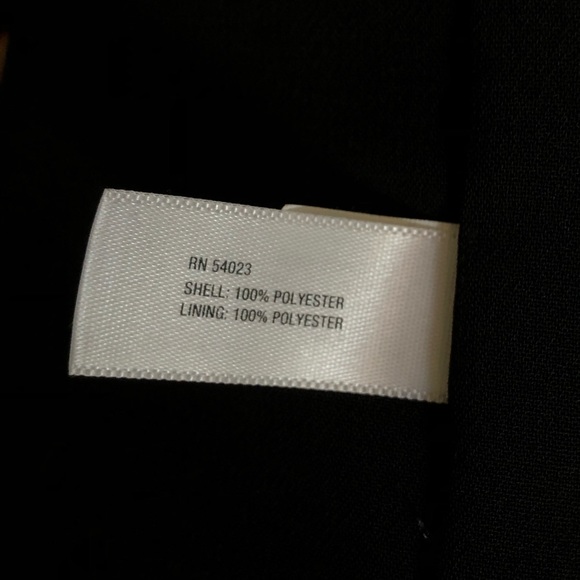 RN 54023
SHELL: 100% POLYESTER
LINING: 100% POLYESTER